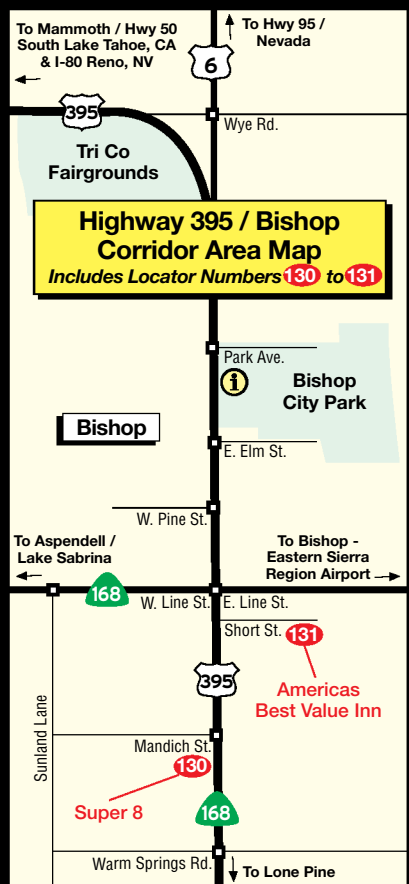 To Mammoth / Hwy 50
South Lake Tahoe, CA
& I-80 Reno, NV
To Hwy 95 /
Nevada
6
395
Wye Rd.
Tri Co
Fairgrounds
Highway 395 / Bishop
Corridor Area Map
Includes Locator Numbers 130 to 131
Park Ave.
i
Bishop
City Park
Bishop
E. Elm St.
W. Pine St.
To Aspendell /
Lake Sabrina
To Bishop -
Eastern Sierra
Region Airport
168
W. Line St.
E. Line St.
Short St.
131
395
Americas
Best Value Inn
Sunland Lane
Mandich St.
130
Super 8
168
Warm Springs Rd.
To Lone Pine